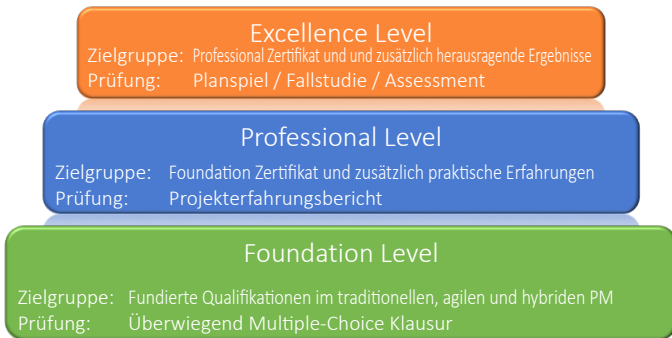 Excellence Level
Zielgruppe: Professional Zertifikat und und zusätzlich herausragende Ergebnisse
Prüfung: Planspiel / Fallstudie / Assessment
Professional Level
Zielgruppe: Foundation Zertifikat und zusätzlich praktische Erfahrungen
Prüfung: Projekterfahrungsbericht
Foundation Level
Zielgruppe: Fundierte Qualifikationen im traditionellen, agilen und hybriden PM
Prüfung: Überwiegend Multiple-Choice Klausur